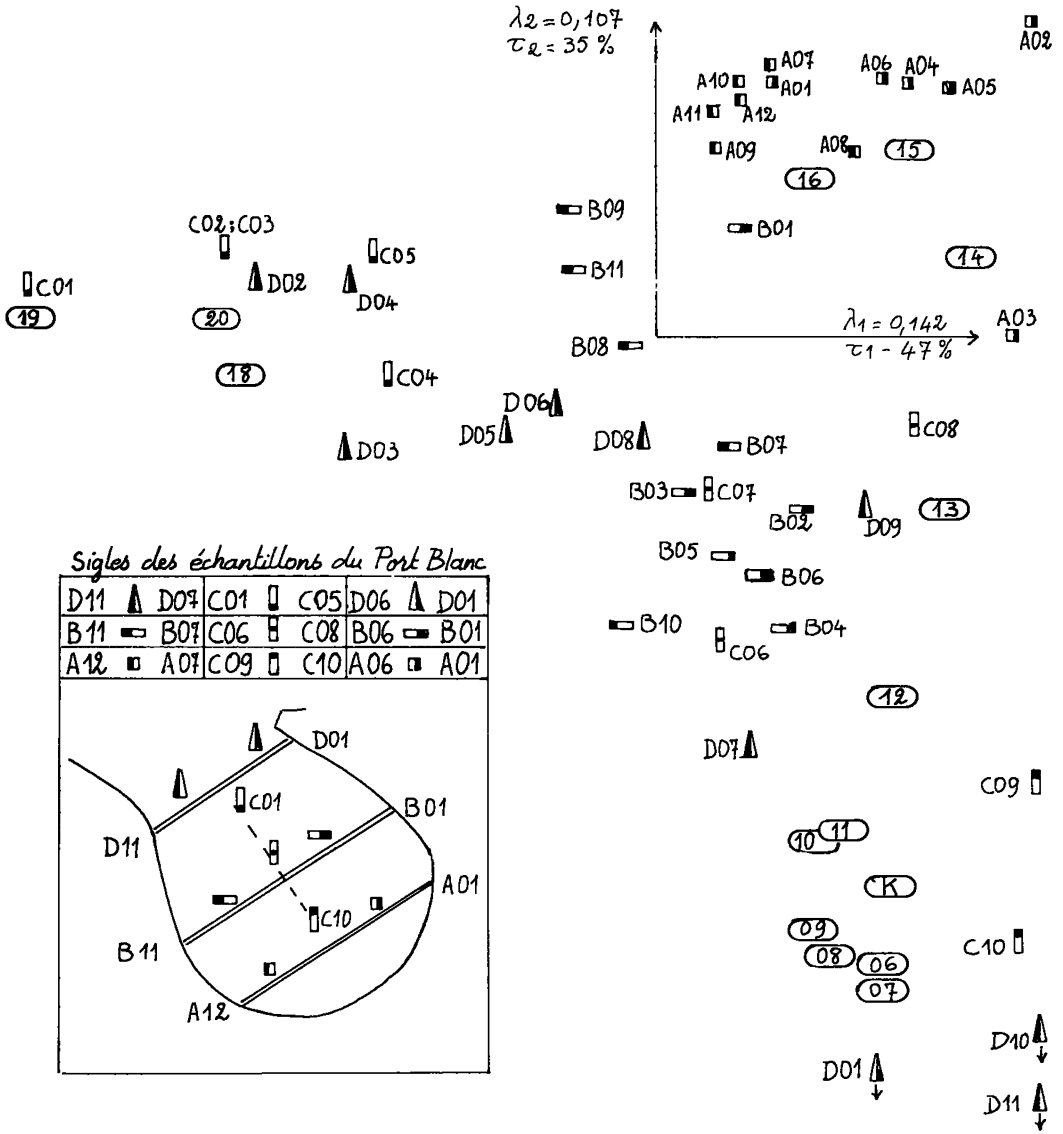 λ2 = 0,107
τ2 = 35 %
A02
A07
A06 A04
A10 A01 A05
A11 A12
A09 A08 15
16
B09
B01
C02;C03
C05
B11
14
C01 D02 D04
19 20
λ1 = 0,142
τ1 - 47 %
A03
B08
18 C04
D06
D05 D08 C08
D03 B07
B03 C07
B02 D09 13
B05
B06
B10 B04
C06
12
D07
C09
10 11
K
09
08 06
07
C10
D10
D01
D11
Sigles des échantillons du Port Blanc
D11 D07 C01 C05 D06 D01
B11 B07 C06 C08 B06 B01
A12 A07 C09 C10 A06 A01
D01
C01
B01
D11
A01
C10
B11
A12